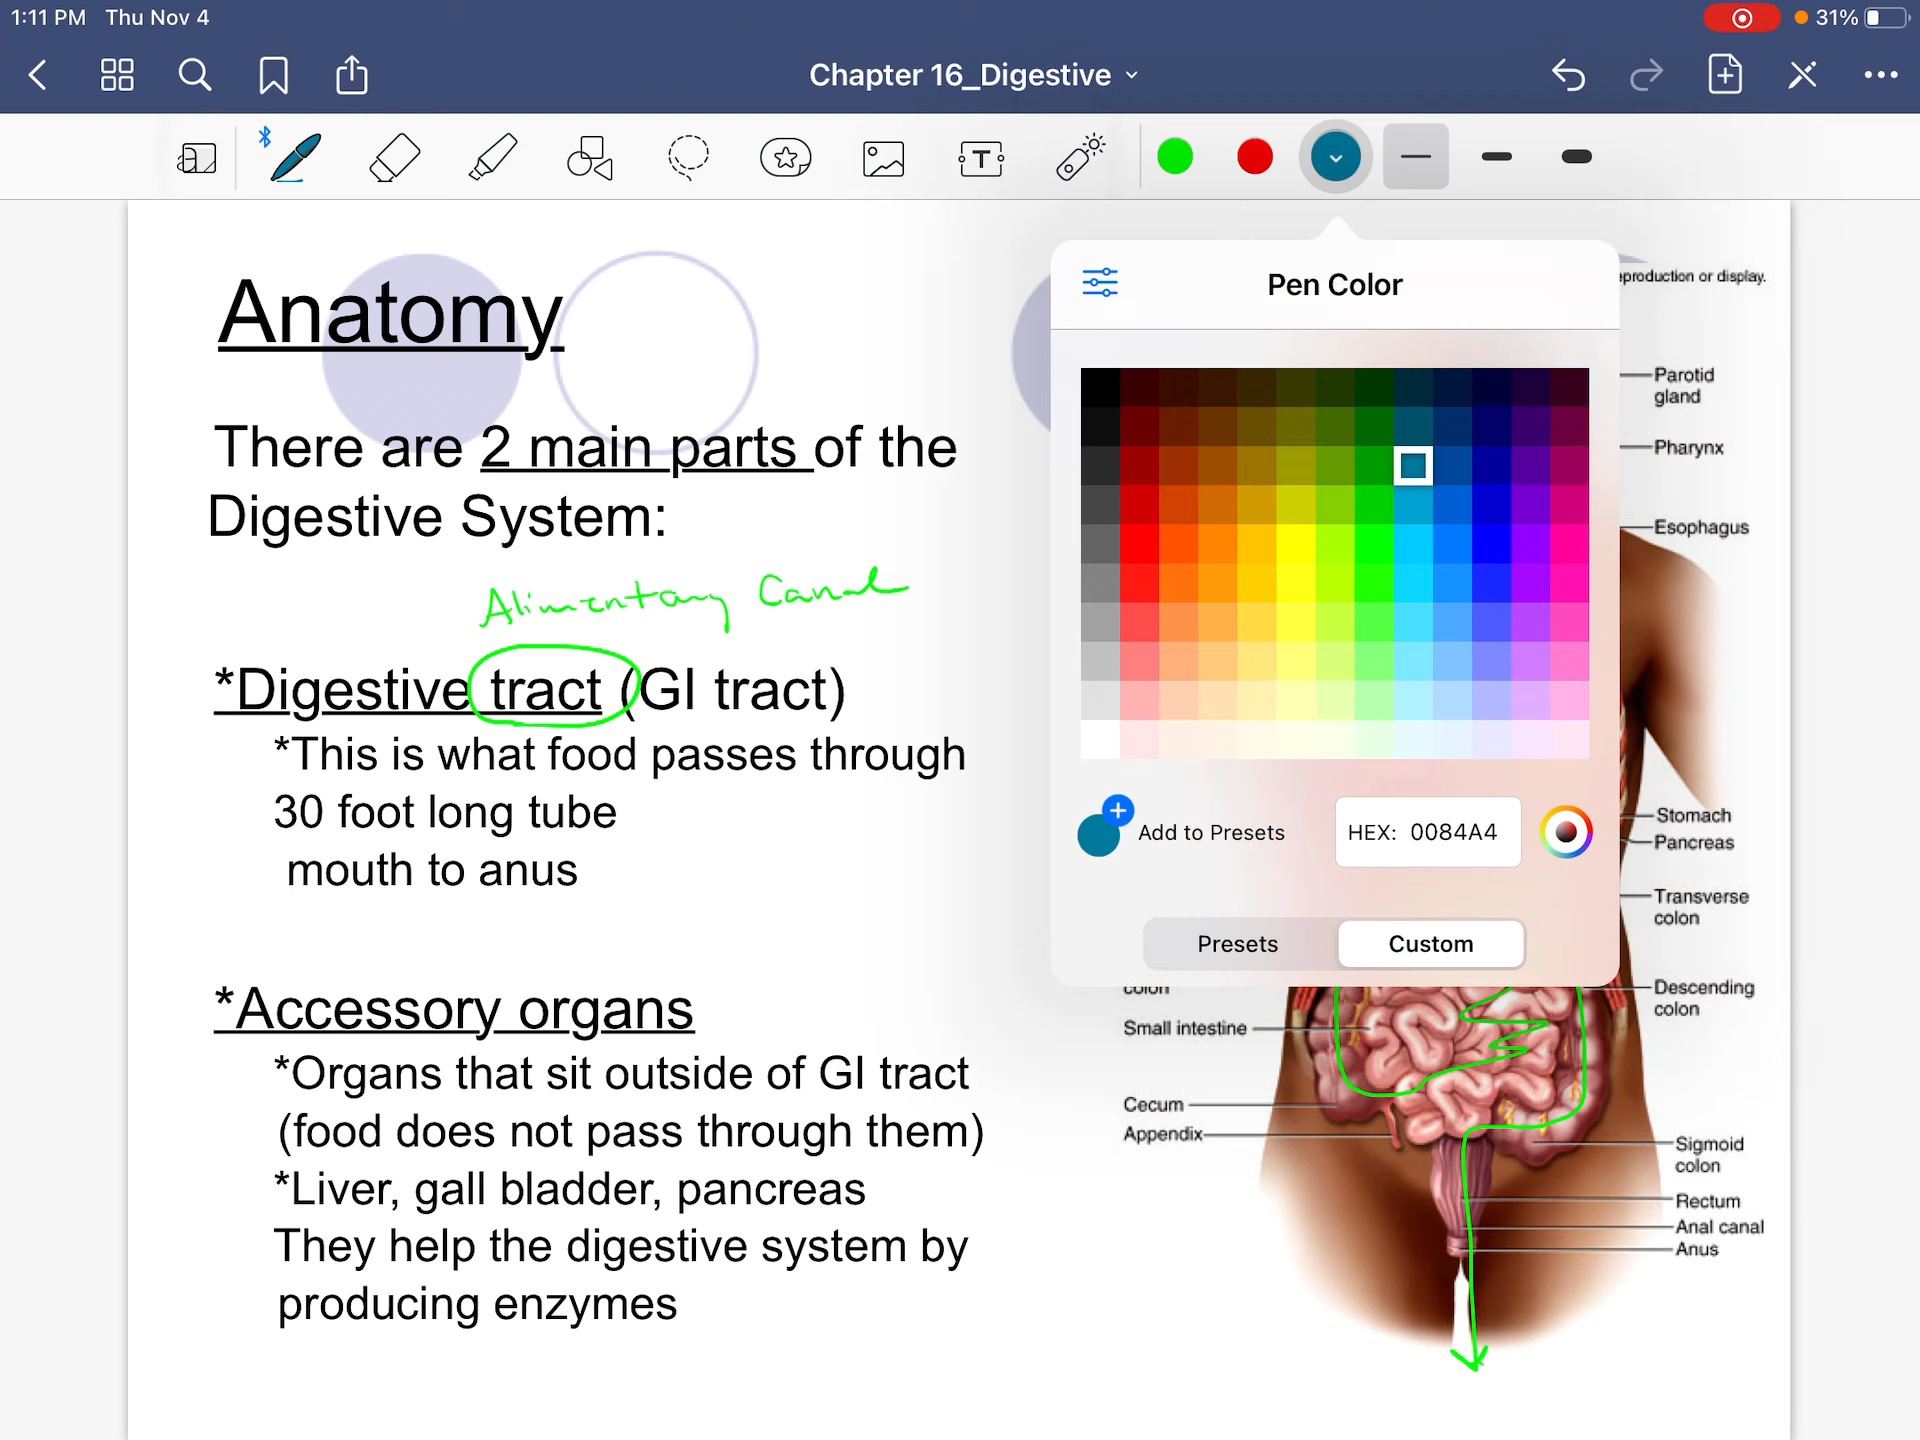 1:11 PM Thu Nov 4
31%
Chapter 16_Digestive
Anatomy
There are 2 main parts of the
Digestive System:
Alimentary Canal
*Digestive tract (GI tract)
*This is what food passes through
30 foot long tube
mouth to anus
*Accessory organs
*Organs that sit outside of GI tract
(food does not pass through them)
*Liver, gall bladder, pancreas
They help the digestive system by
producing enzymes
Pen Color
Add to Presets
HEX: 0084A4
Presets
Custom
production or display.
Parotid
gland
Pharynx
Esophagus
Stomach
Pancreas
Transverse
colon
Descending
colon
colon
Small intestine
Cecum
Appendix
Sigmoid
colon
Rectum
Anal canal
Anus